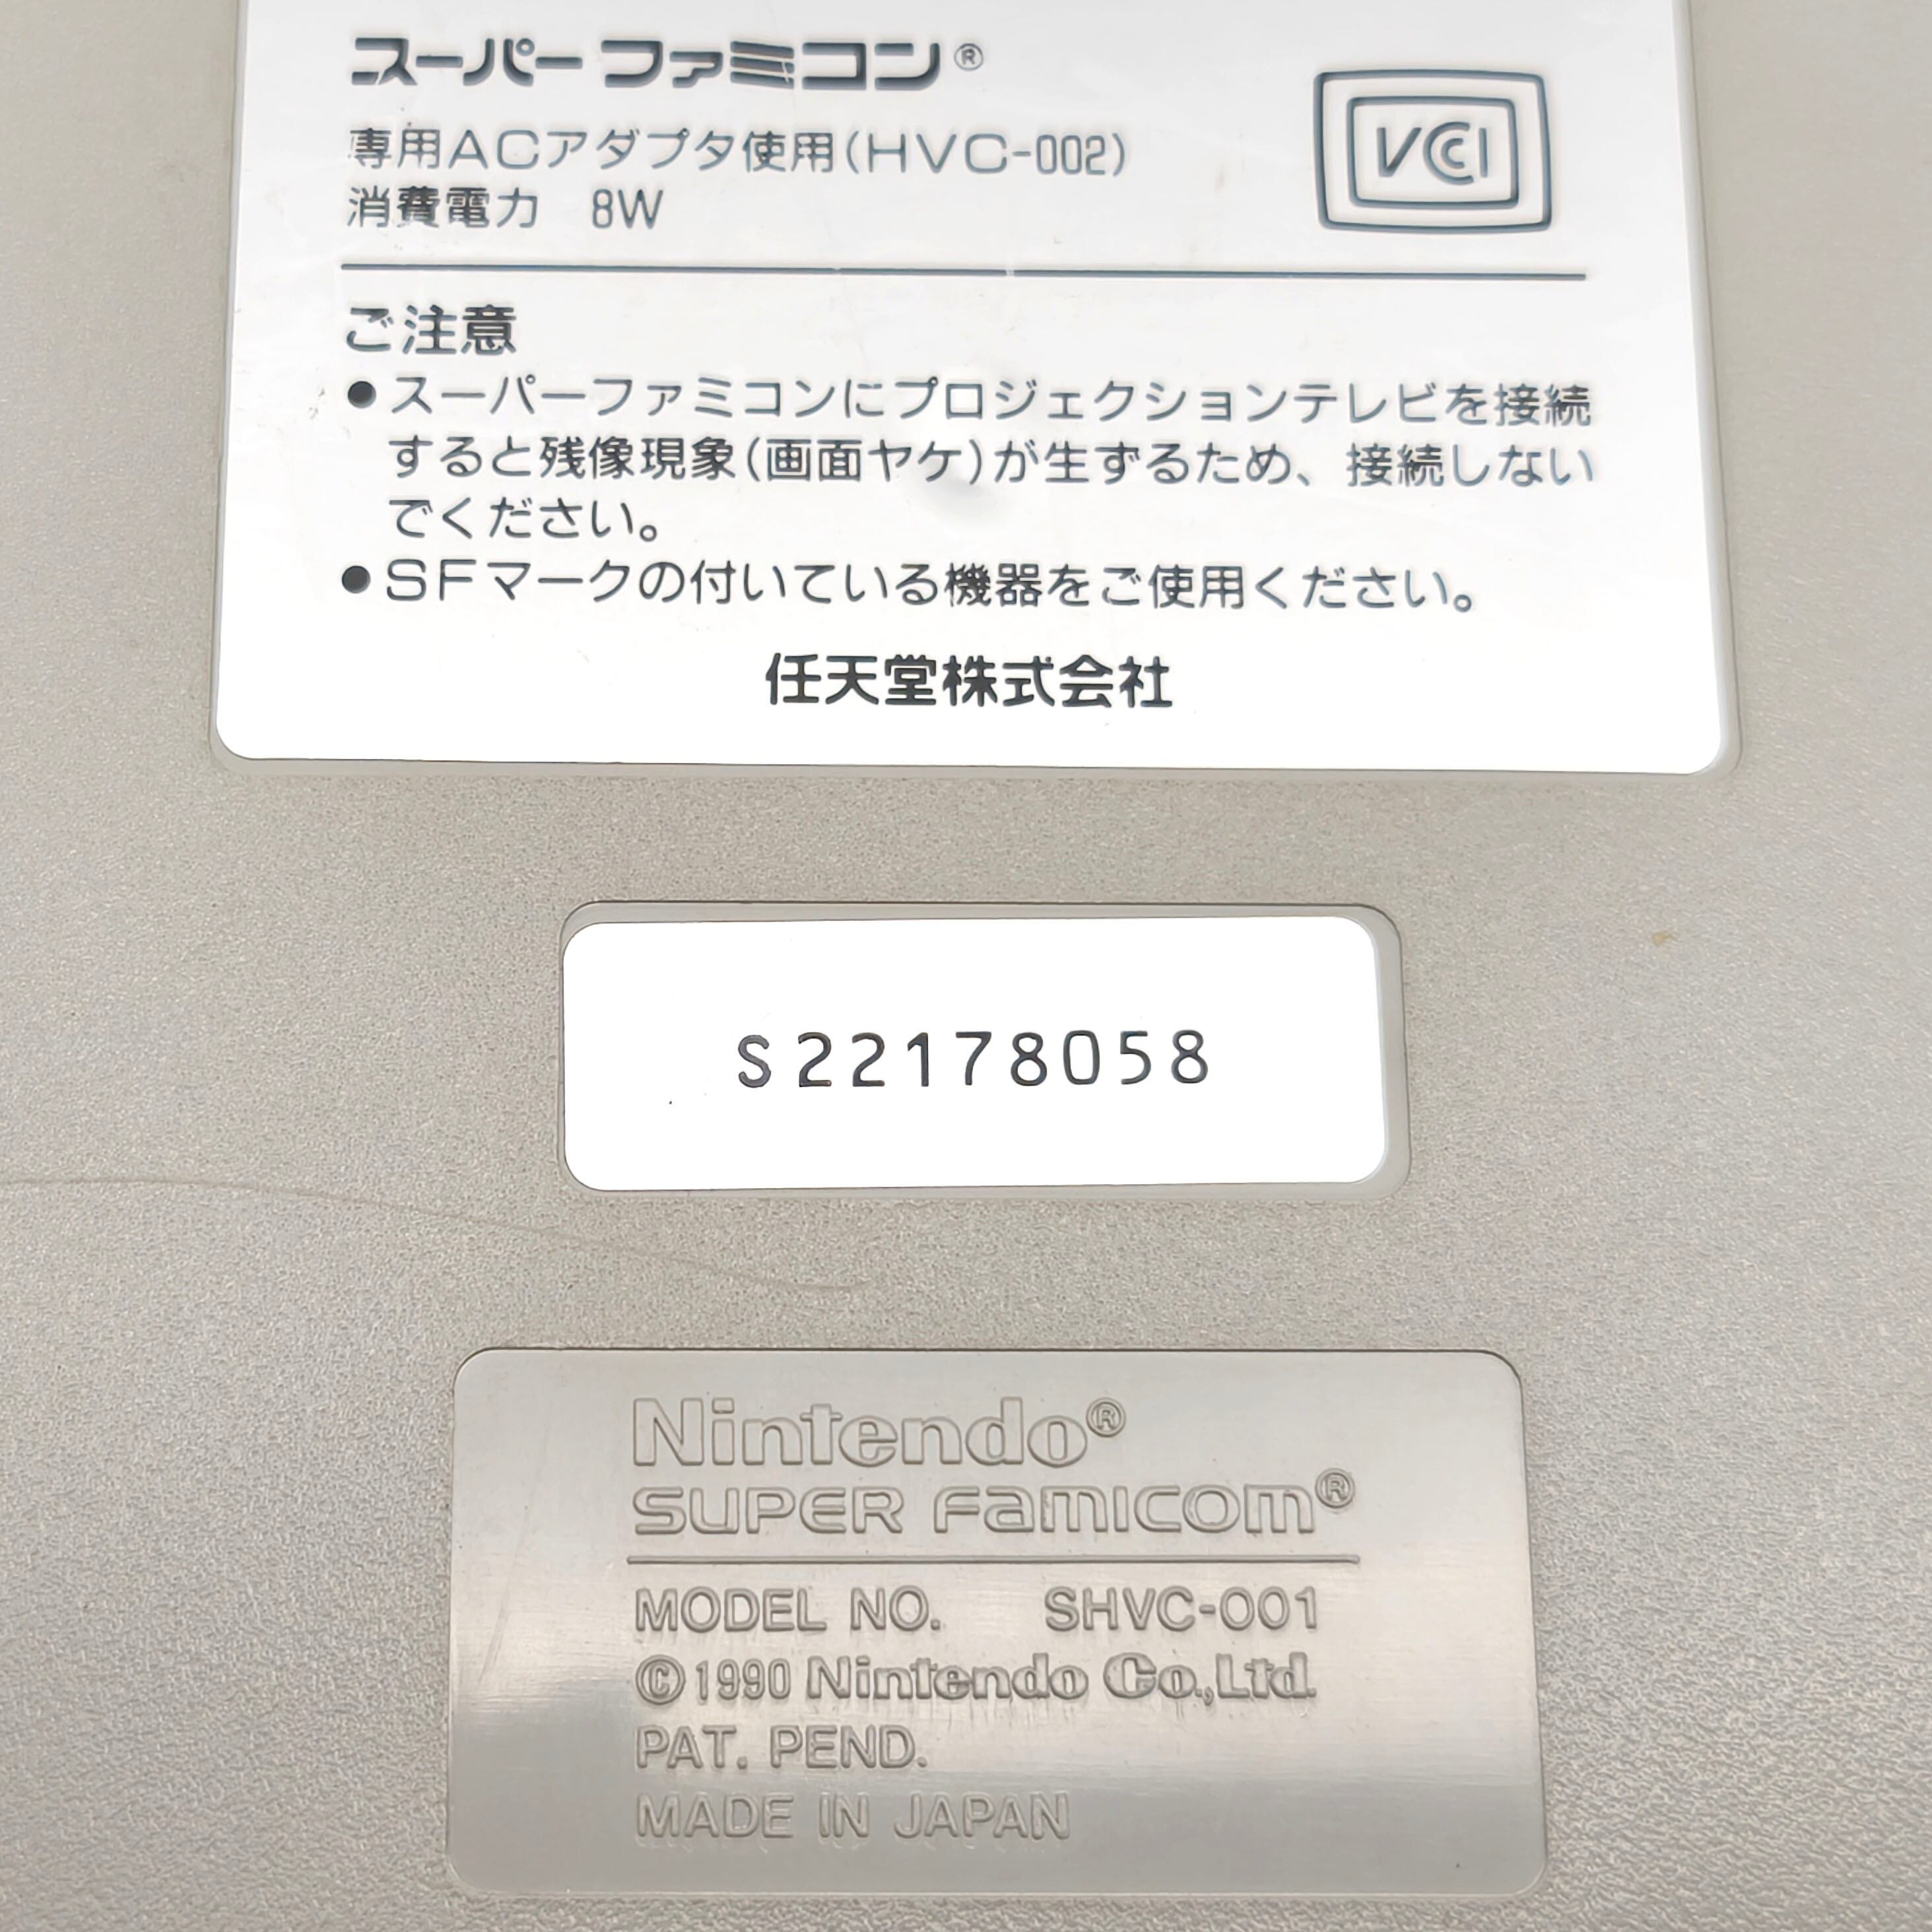 スーパーファミコン®
専用ACアダプタ使用(HVC-002)
消費電力 8W
VCCI
ご注意
●スーパーファミコンにプロジェクションテレビを接続
すると残像現象(画面ヤケ)が生ずるため、接続しない
でください。
●SFマークの付いている機器をご使用ください。
任天堂株式会社
S22178058
Nintendo®
SUPER FAMICOM®
MODEL NO. SHVC-001
©1990 Nintendo Co.,Ltd.
PAT. PEND.
MADE IN JAPAN